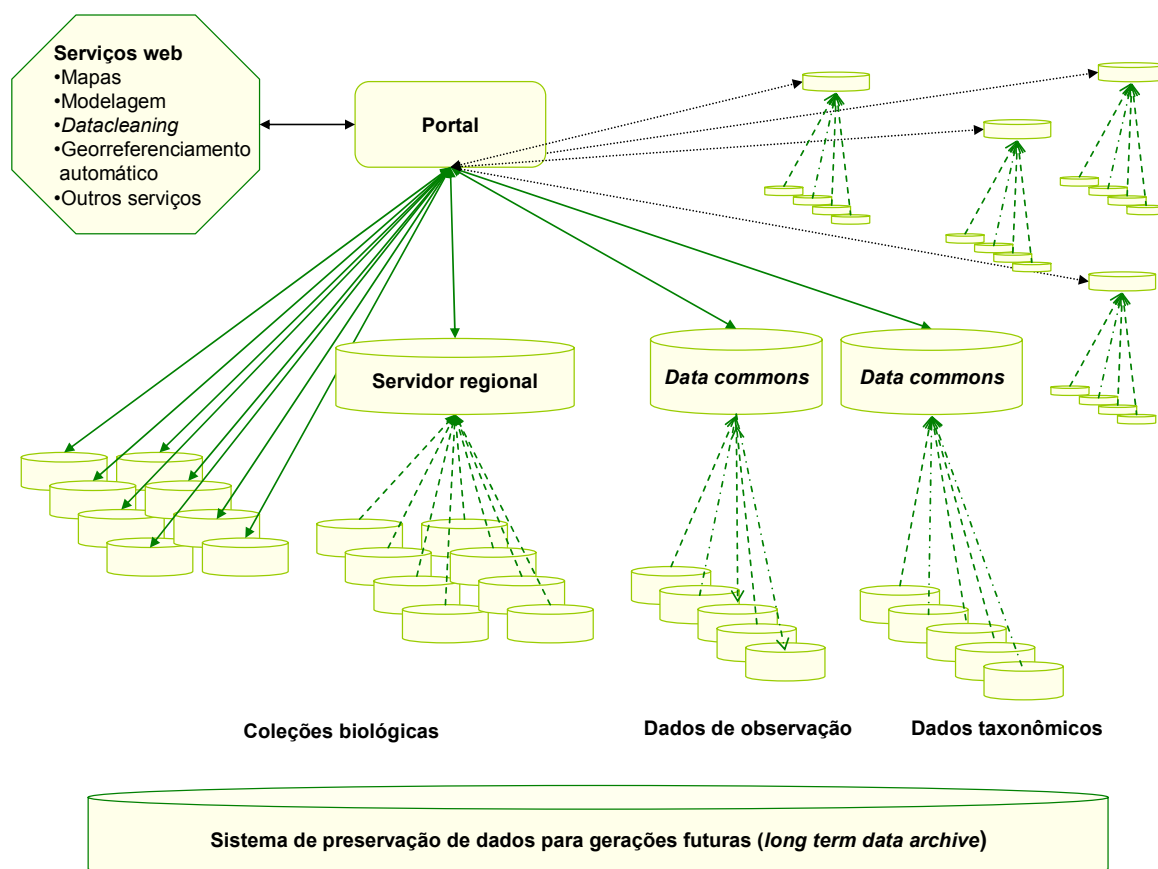 Serviços web
•Mapas
•Modelagem
•Datacleaning
•Georreferenciamento
automático
•Outros serviços
Portal
Servidor regional
Data commons
Data commons
Coleções biológicas
Dados de observação
Dados taxonômicos
Sistema de preservação de dados para gerações futuras (long term data archive)